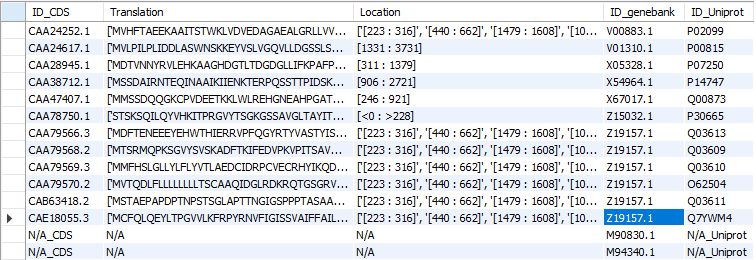 ID_CDS Translation Location ID_genebank ID_Uniprot
CAA24252.1 ['MVHFTAEEKAAITSTWKLVDVEDAGAEALGRLLVV... ['[223 : 316]', '[440 : 662]', '[1479 : 1608]', '[10... V00883.1 P02099
CAA24617.1 ['MVLPILPLIDDLASWNSKKEYVSLVGQVLLDGSSLS... [1331 : 3731] V01310.1 P00815
CAA28945.1 ['MDTVNNYRVLEHKAAGHDGTLTDGDGLLIFKPAFP... [311 : 1379] X05328.1 P07250
CAA38712.1 ['MSSDAIRNTEQINAAIKIIENKTERPQSSTTPIDSK... [906 : 2721] X54964.1 P14747
CAA47407.1 ['MMSSDQQGKCPVDEETKKLWLREHGNEAHPGAT... [246 : 921] X67017.1 Q00873
CAA78750.1 ['STSKSQILQYVHKITPRGVYTSGKGSSAVGLTAYIT... [<0 : >228] Z15032.1 P30665
CAA79566.3 ['MDFTENEEEYEHWTHIERRVPFQGYRTYVASTYIS... ['[223 : 316]', '[440 : 662]', '[1479 : 1608]', '[10... Z19157.1 Q03613
CAA79568.2 ['MTSRMQPKSGVYSVSKADFTKIFEDVPKVPITSAV... ['[223 : 316]', '[440 : 662]', '[1479 : 1608]', '[10... Z19157.1 Q03609
CAA79569.3 ['MMFHSLGLLYLFLYVTLAEDCIDRPCVECRHYIKQD... ['[223 : 316]', '[440 : 662]', '[1479 : 1608]', '[10... Z19157.1 Q03610
CAA79570.2 ['MVTQDLFLLLLLLLTSCAAQIDGLRDKRQTGSGRV... ['[223 : 316]', '[440 : 662]', '[1479 : 1608]', '[10... Z19157.1 O62504
CAB63418.2 ['MSTAEPAPDPTNPSTSGLAPTTNGIGSPPPTASAA... ['[223 : 316]', '[440 : 662]', '[1479 : 1608]', '[10... Z19157.1 Q03611
CAE18055.3 ['MCFQLQEYLTPGVVLKFRPYRNVFIGISSVAIFFAIL... ['[223 : 316]', '[440 : 662]', '[1479 : 1608]', '[10... Z19157.1 Q7YWM4
N/A_CDS N/A N/A M90830.1 N/A_Uniprot
N/A_CDS N/A N/A M94340.1 N/A_Uniprot